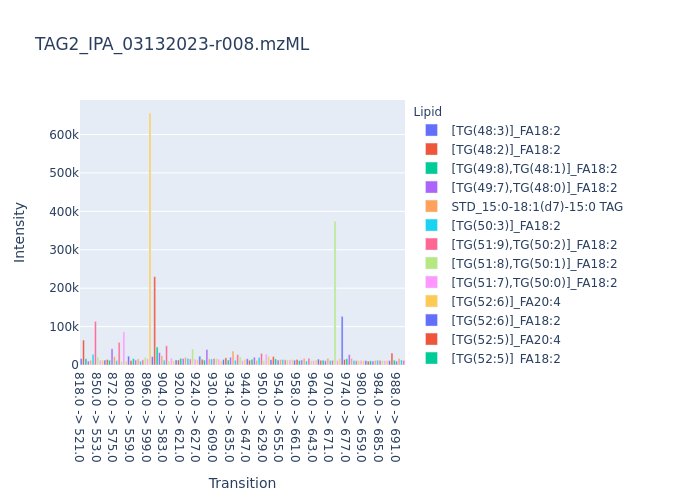 TAG2_IPA_03132023-r008.mzML
Lipid
[TG(48:3)]_FA18:2
[TG(48:2)]_FA18:2
[TG(49:8),TG(48:1)]_FA18:2
[TG(49:7),TG(48:0)]_FA18:2
STD_15:0-18:1(d7)-15:0 TAG
[TG(50:3)]_FA18:2
[TG(51:9),TG(50:2)]_FA18:2
[TG(51:8),TG(50:1)]_FA18:2
[TG(51:7),TG(50:0)]_FA18:2
[TG(52:6)]_FA20:4
[TG(52:6)]_FA18:2
[TG(52:5)]_FA20:4
[TG(52:5)]_FA18:2
Intensity
600k
500k
400k
300k
200k
100k
0
818.0 -> 521.0
850.0 -> 553.0
872.0 -> 575.0
880.0 -> 559.0
896.0 -> 599.0
904.0 -> 583.0
920.0 -> 621.0
924.0 -> 627.0
930.0 -> 609.0
934.0 -> 635.0
944.0 -> 647.0
950.0 -> 629.0
954.0 -> 655.0
958.0 -> 661.0
964.0 -> 643.0
970.0 -> 671.0
974.0 -> 677.0
980.0 -> 659.0
984.0 -> 685.0
988.0 -> 691.0
Transition